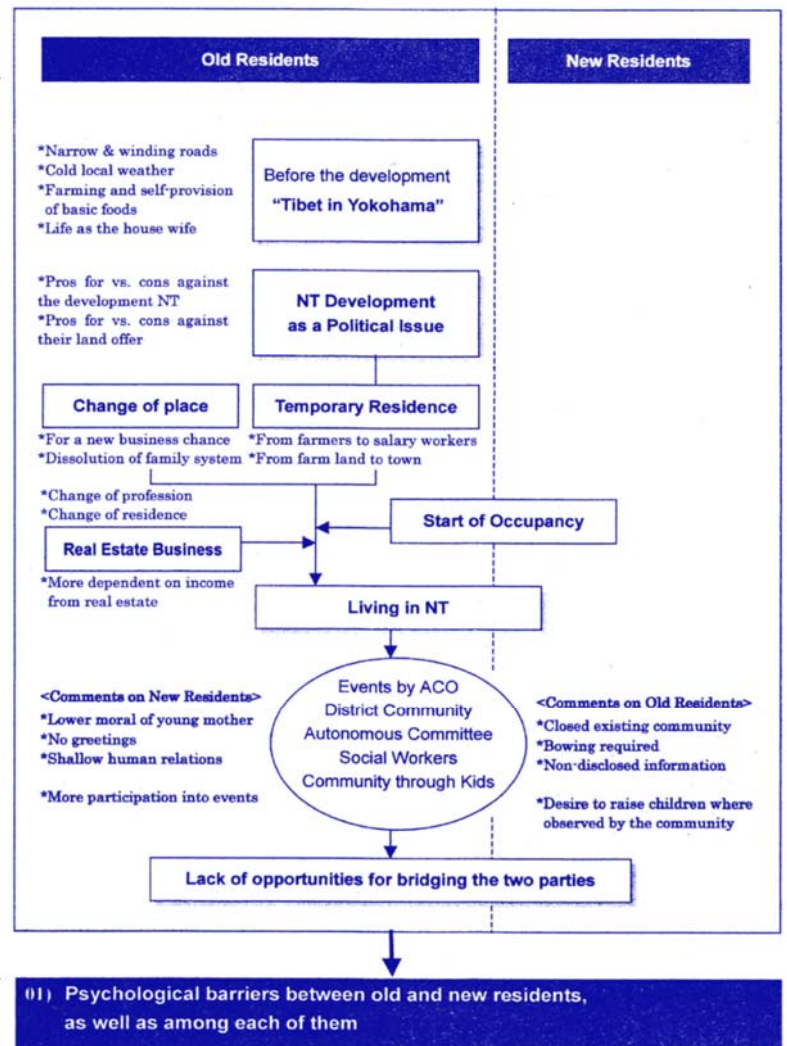 Old Residents
New Residents
*Narrow & winding roads
*Cold local weather
*Farming and self-provision
of basic foods
*Life as the house wife
Before the development
“Tibet in Yokohama”
*Pros for vs. cons against
the development NT
*Pros for vs. cons against
their land offer
NT Development
as a Political Issue
Change of place
*For a new business chance
*Dissolution of family system
Temporary Residence
*From farmers to salary workers
*From farm land to town
*Change of profession
*Change of residence
Start of Occupancy
Real Estate Business
*More dependent on income
from real estate
Living in NT
<Comments on New Residents>
*Lower moral of young mother
*No greetings
*Shallow human relations
*More participation into events
Events by ACO
District Community
Autonomous Committee
Social Workers
Community through Kids
<Comments on Old Residents>
*Closed existing community
*Bowing required
*Non-disclosed information
*Desire to raise children where
observed by the community
Lack of opportunities for bridging the two parties
01) Psychological barriers between old and new residents,
as well as among each of them